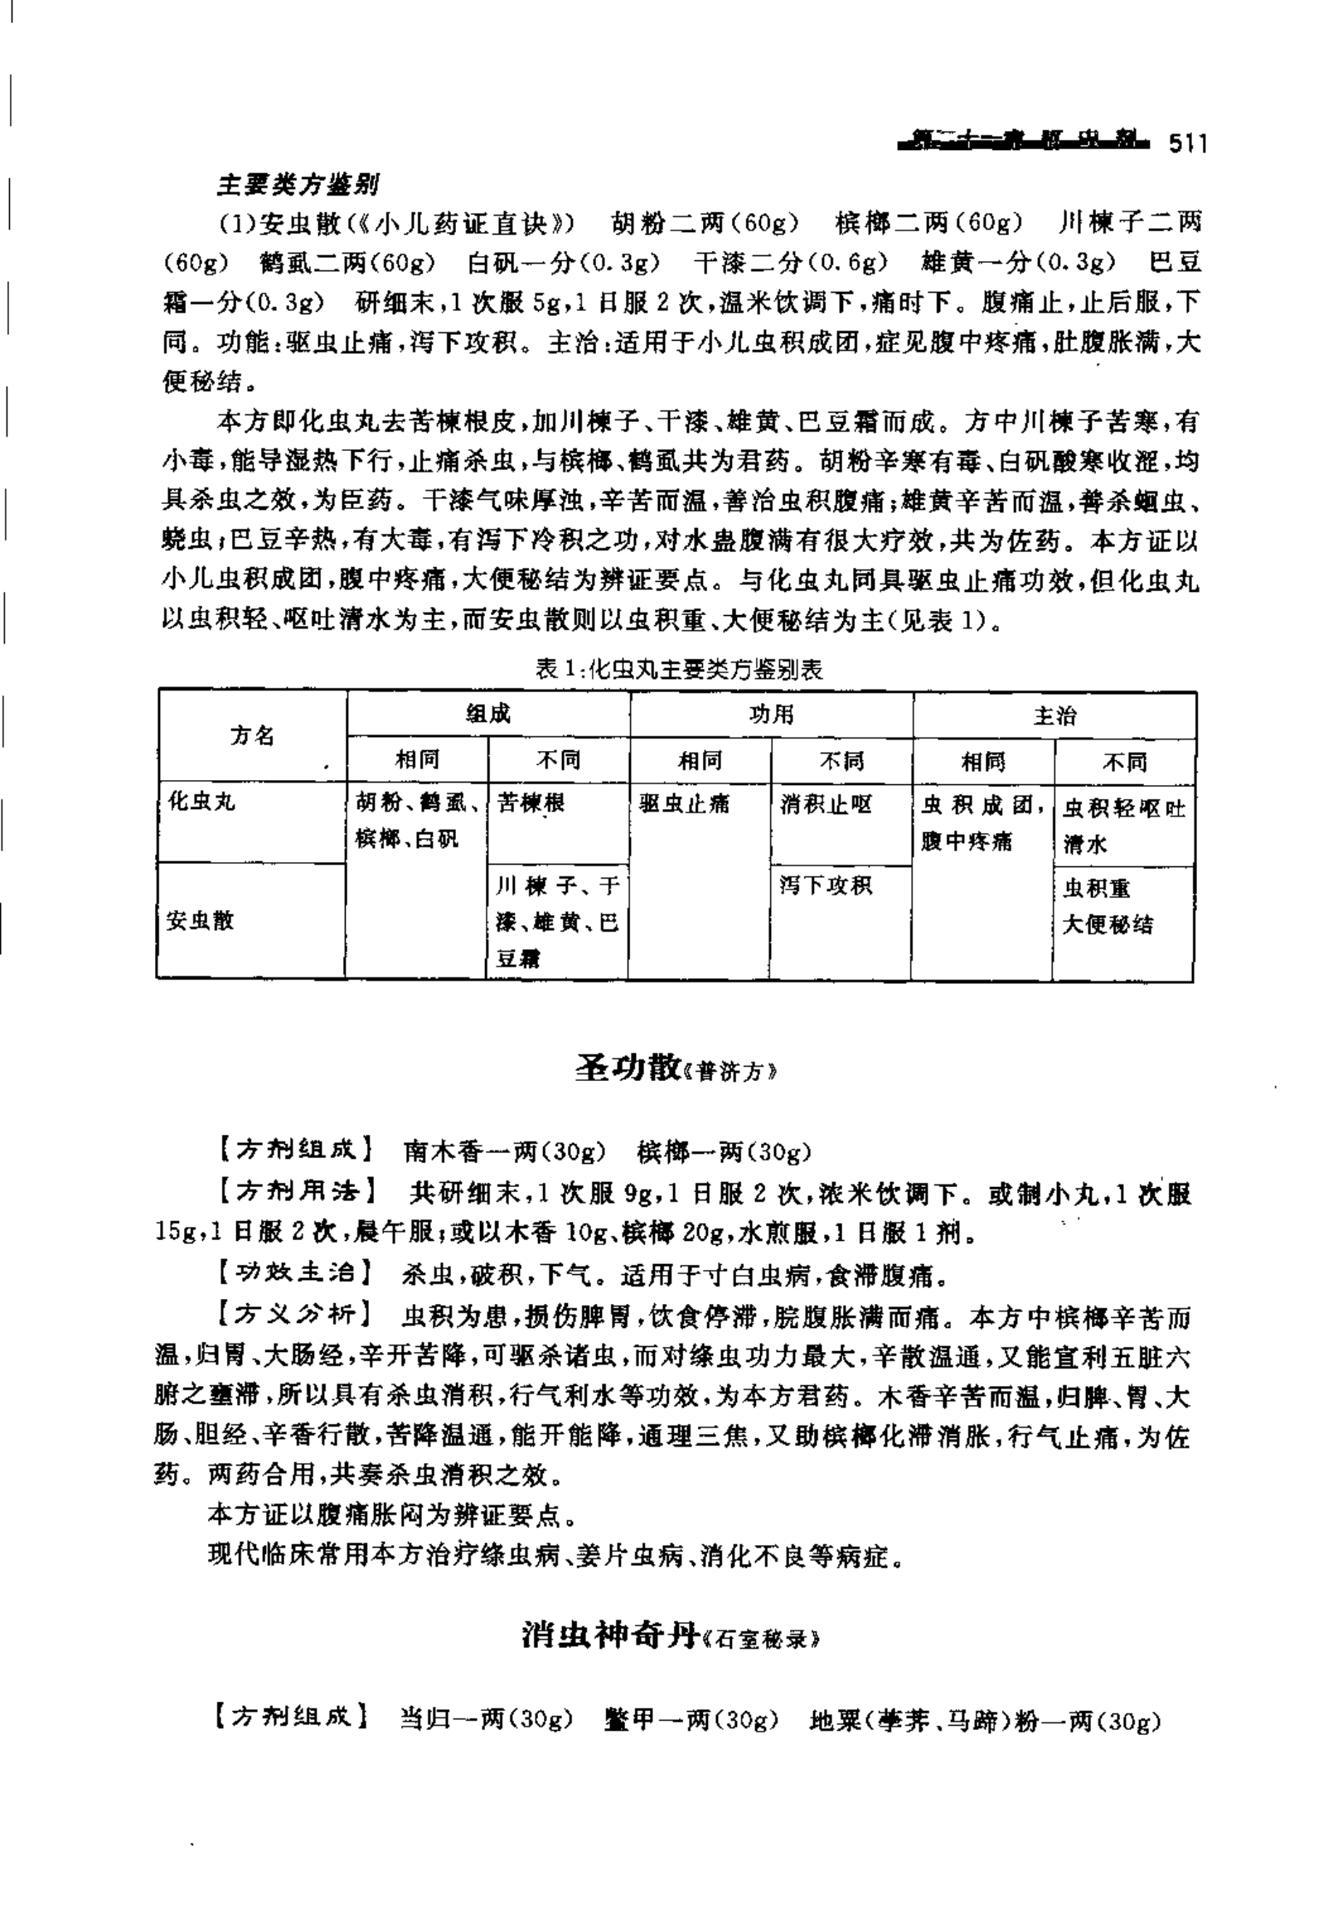 511
主要类方鉴别
(1)安虫散(《小儿药证直诀》) 胡粉二两(60g) 槟榔二两(60g) 川楝子二两
(60g) 鹤虱二两(60g) 白矾一分(0.3g) 干漆二分(0.6g) 雄黄一分(0.3g) 巴豆
霜一分(0.3g) 研细末,1次服5g,1日服2次,温米饮调下,痛时下。腹痛止,止后服,下
同。功能:驱虫止痛,泻下攻积。主治:适用于小儿虫积成团,症见腹中疼痛,肚腹胀满,大
便秘结。
本方即化虫丸去苦楝根皮,加川楝子、干漆、雄黄、巴豆霜而成。方中川楝子苦寒,有
小毒,能导湿热下行,止痛杀虫,与槟榔、鹤虱共为君药。胡粉辛寒有毒、白矾酸寒收涩,均
具杀虫之效,为臣药。干漆气味厚浊,辛苦而温,善治虫积腹痛;雄黄辛苦而温,善杀蛔虫、
蛲虫;巴豆辛热,有大毒,有泻下冷积之功,对水蛊腹满有很大疗效,共为佐药。本方证以
小儿虫积成团,腹中疼痛,大便秘结为辨证要点。与化虫丸同具驱虫止痛功效,但化虫丸
以虫积轻、呕吐清水为主,而安虫散则以虫积重、大便秘结为主(见表1)。
表1:化虫丸主要类方鉴别表
方名 组成 功用 主治
相同 不同 相同 不同 相同 不同
化虫丸 胡粉、鹤虱、 苦楝根 驱虫止痛 消积止呕 虫积成团, 虫积轻呕吐
槟榔、白矾 腹中疼痛 清水
川楝子、干 泻下攻积 虫积重
安虫散 漆、雄黄、巴 大便秘结
豆霜
圣功散《普济方》
【方剂组成】 南木香一两(30g) 槟榔一两(30g)
【方剂用法】 共研细末,1次服9g,1日服2次,浓米饮调下。或制小丸,1次服
15g,1日服2次,晨午服;或以木香10g、槟榔20g,水煎服,1日服1剂。
【功效主治】 杀虫,破积,下气。适用于寸白虫病,食滞腹痛。
【方义分析】 虫积为患,损伤脾胃,饮食停滞,脘腹胀满而痛。本方中槟榔辛苦而
温,归胃、大肠经,辛开苦降,可驱杀诸虫,而对绦虫功力最大,辛散温通,又能宣利五脏六
腑之壅滞,所以具有杀虫消积,行气利水等功效,为本方君药。木香辛苦而温,归脾、胃、大
肠、胆经、辛香行散,苦降温通,能开能降,通理三焦,又助槟榔化滞消胀,行气止痛,为佐
药。两药合用,共奏杀虫消积之效。
本方证以腹痛胀闷为辨证要点。
现代临床常用本方治疗绦虫病、姜片虫病、消化不良等病症。
消虫神奇丹《石室秘录》
【方剂组成】 当归一两(30g) 鳖甲一两(30g) 地栗(荸荠、马蹄)粉一两(30g)